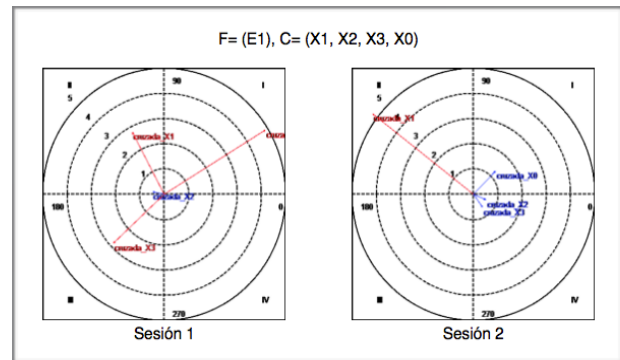 F= (E1), C= (X1, X2, X3, X0)
II
90
I
5
4
3
cruzada_X1
cruza
2
1
cruzada_X2
180
0
cruzada_X3
III
IV
270
Sesión 1
II
90
I
5
4
cruzada_X1
3
2
1
cruzada_X0
cruzada_X2
180
cruzada_X3
0
III
IV
270
Sesión 2